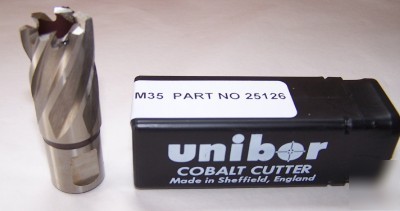 M35 PART NO 25126
unibor
COBALT CUTTER
Made in Sheffield, England